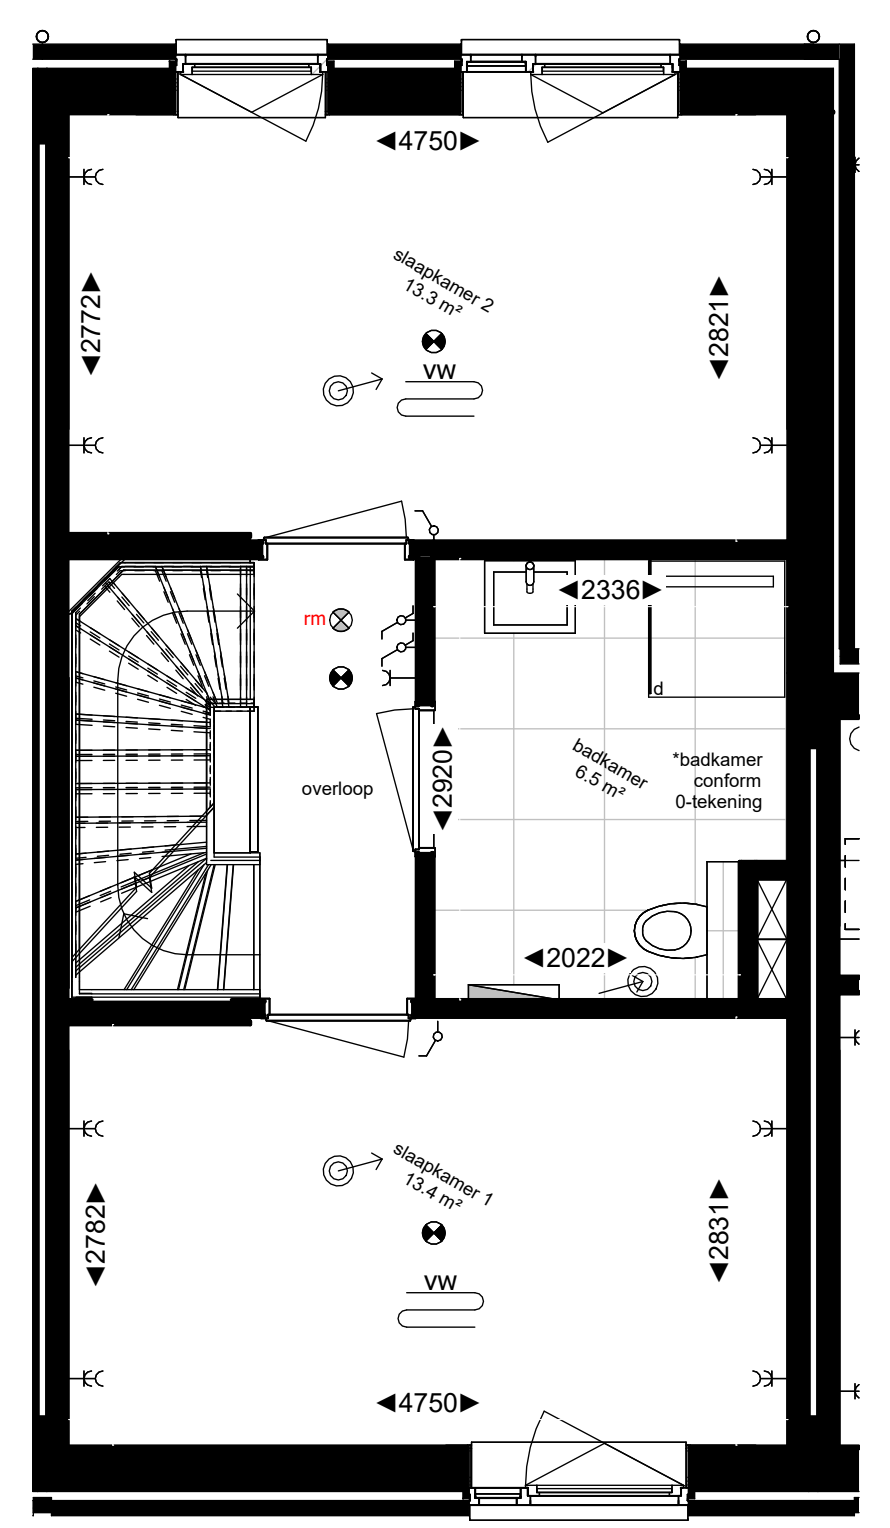 4750
slaapkamer 2
13.3 m²
2772
2821
VW
2336
rm
d
overloop
2920
badkamer
6.5 m²
*badkamer
conform
0-tekening
2022
slaapkamer 1
13.4 m²
2782
2831
VW
4750